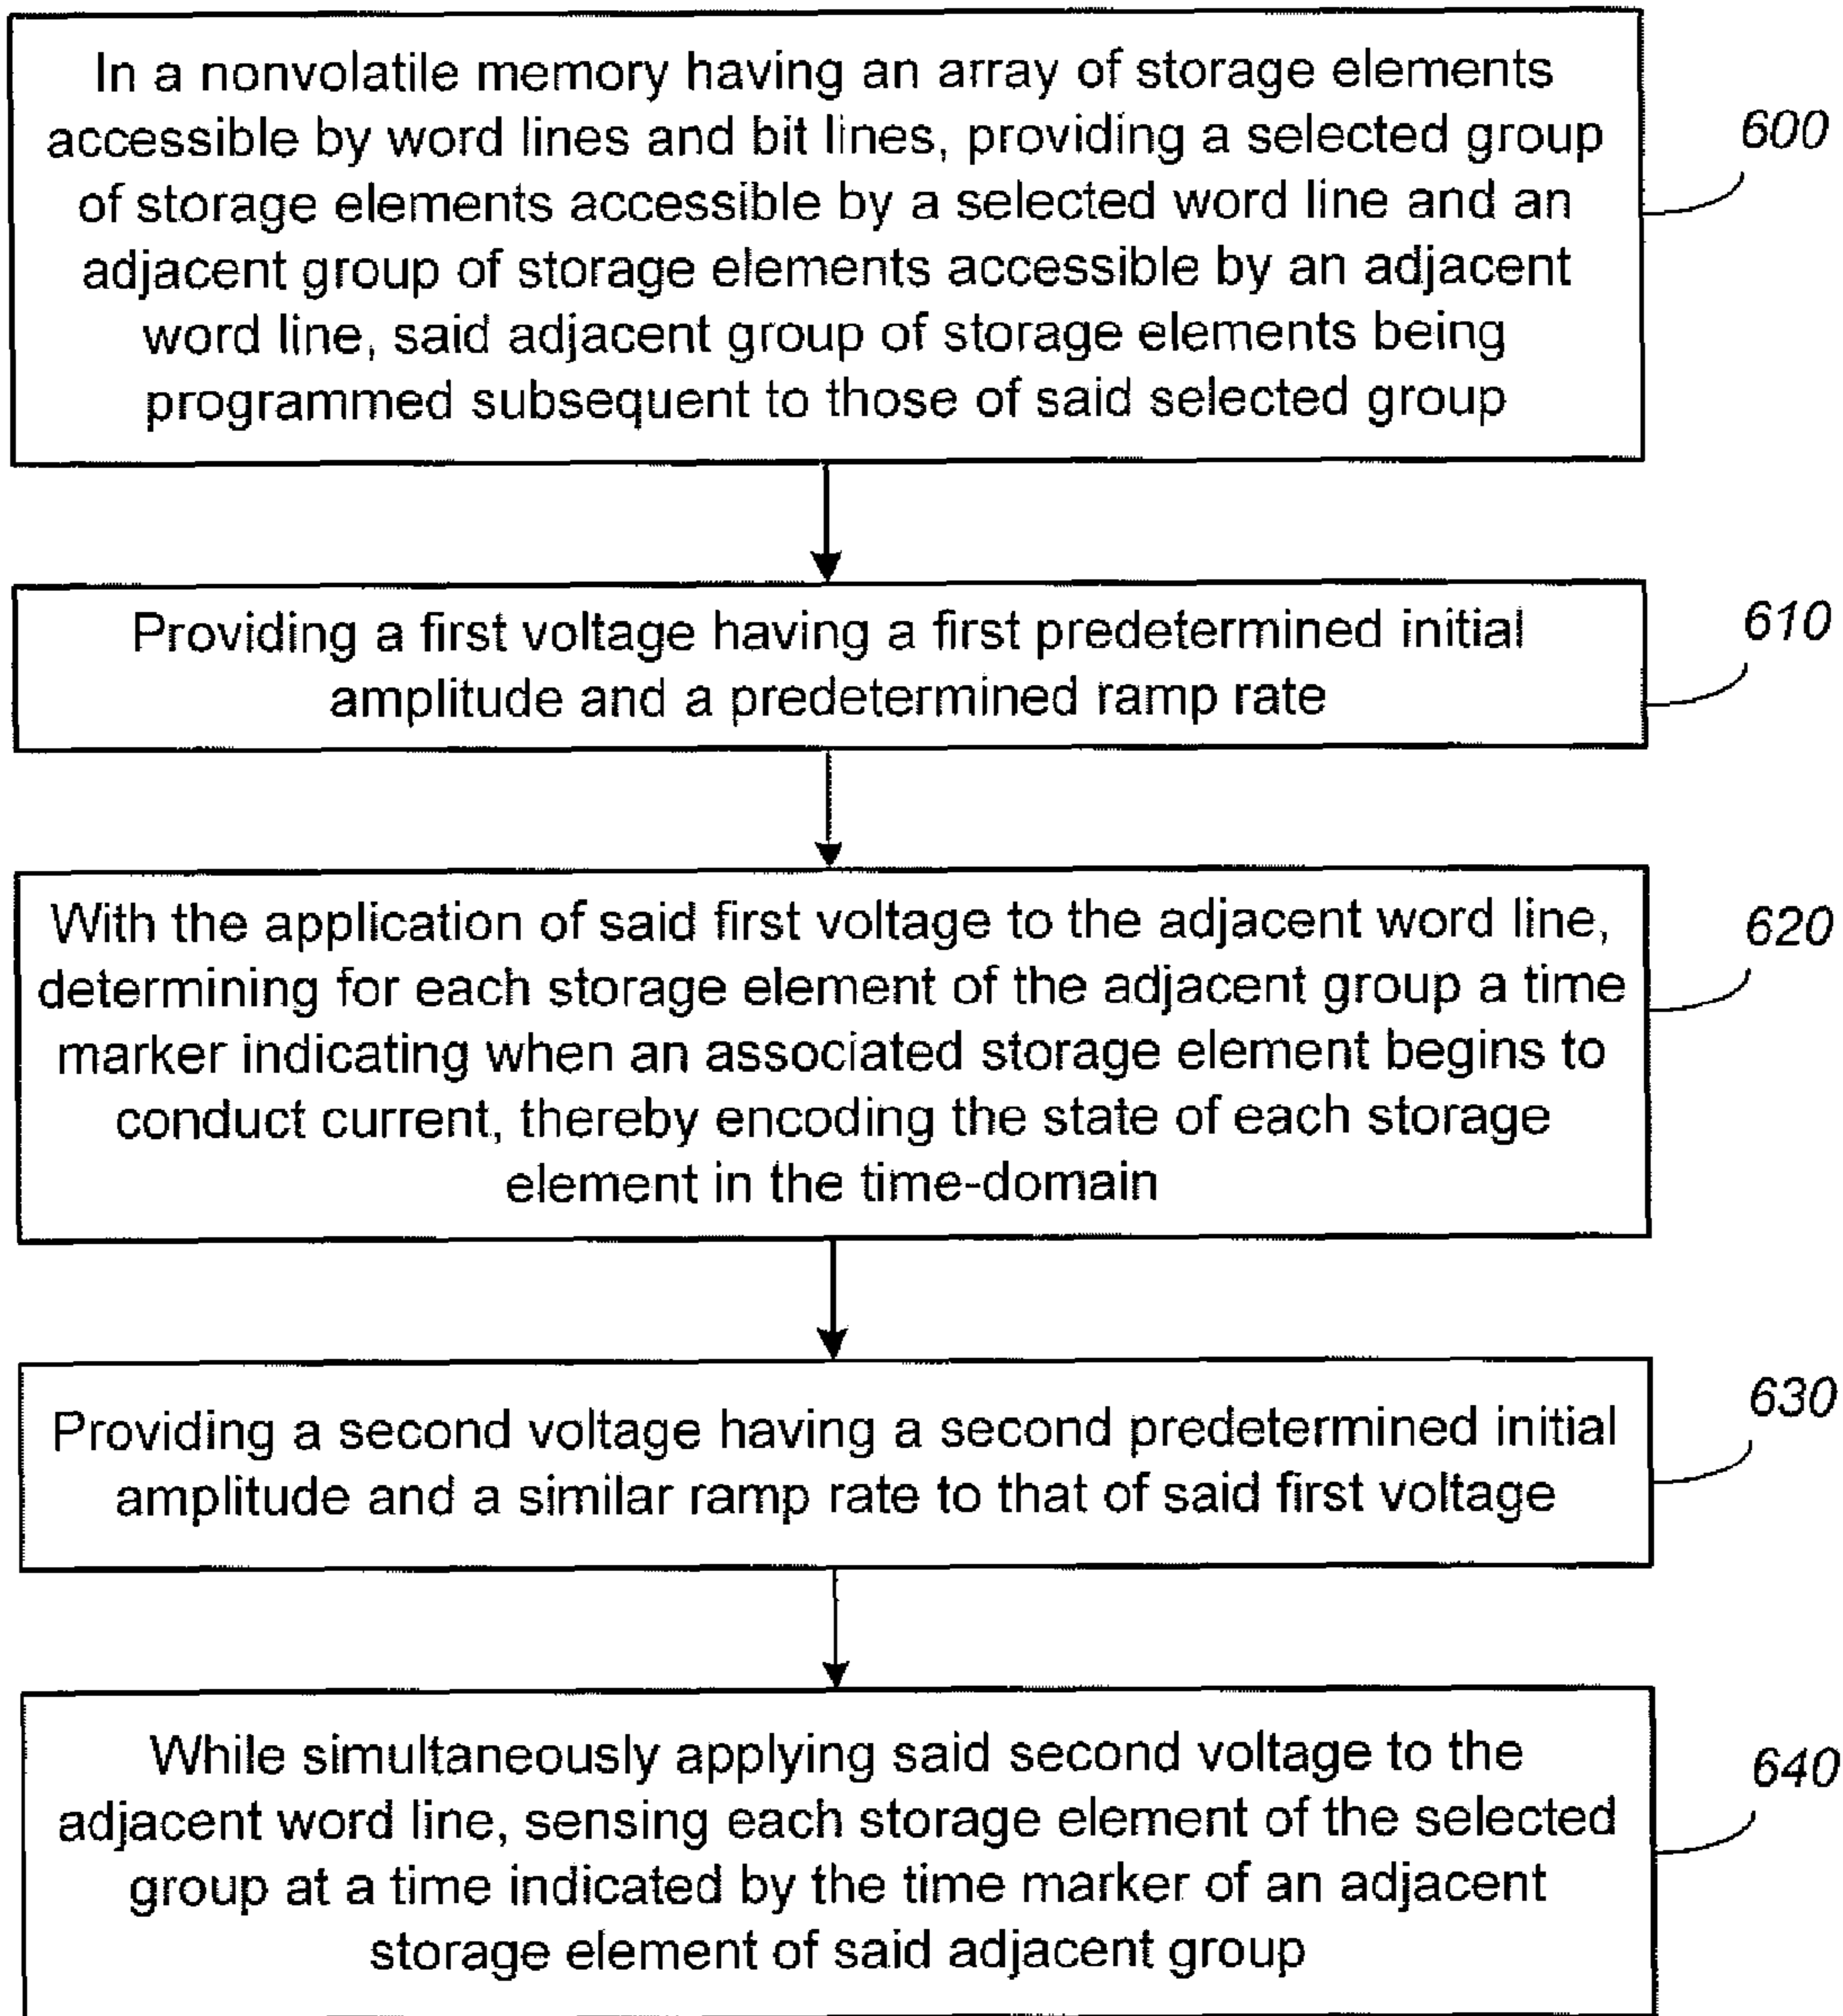 In a nonvolatile memory having an array of storage elements
accessible by word lines and bit lines, providing a selected group
of storage elements accessible by a selected word line and an
adjacent group of storage elements accessible by an adjacent
word line, said adjacent group of storage elements being
programmed subsequent to those of said selected group
600
Providing a first voltage having a first predetermined initial
amplitude and a predetermined ramp rate
610
With the application of said first voltage to the adjacent word line,
determining for each storage element of the adjacent group a time
marker indicating when an associated storage element begins to
conduct current, thereby encoding the state of each storage
element in the time-domain
620
Providing a second voltage having a second predetermined initial
amplitude and a similar ramp rate to that of said first voltage
630
While simultaneously applying said second voltage to the
adjacent word line, sensing each storage element of the selected
group at a time indicated by the time marker of an adjacent
storage element of said adjacent group
640